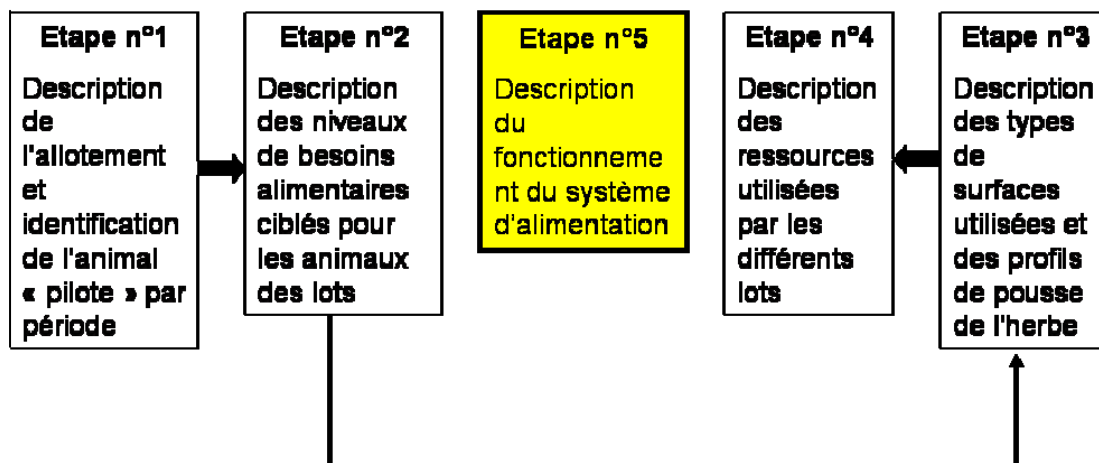 Etape n°1
Description
de
l'allotement
et
identification
de l'animal
« pilote » par
période
Etape n°2
Description
des niveaux
de besoins
alimentaires
ciblés pour
les animaux
des lots
Etape n°5
Description
du
fonctionneme
nt du système
d'alimentation
Etape n°4
Description
des
ressources
utilisées
par les
différents
lots
Etape n°3
Description
des types
de
surfaces
utilisées et
des profils
de pousse
de l'herbe